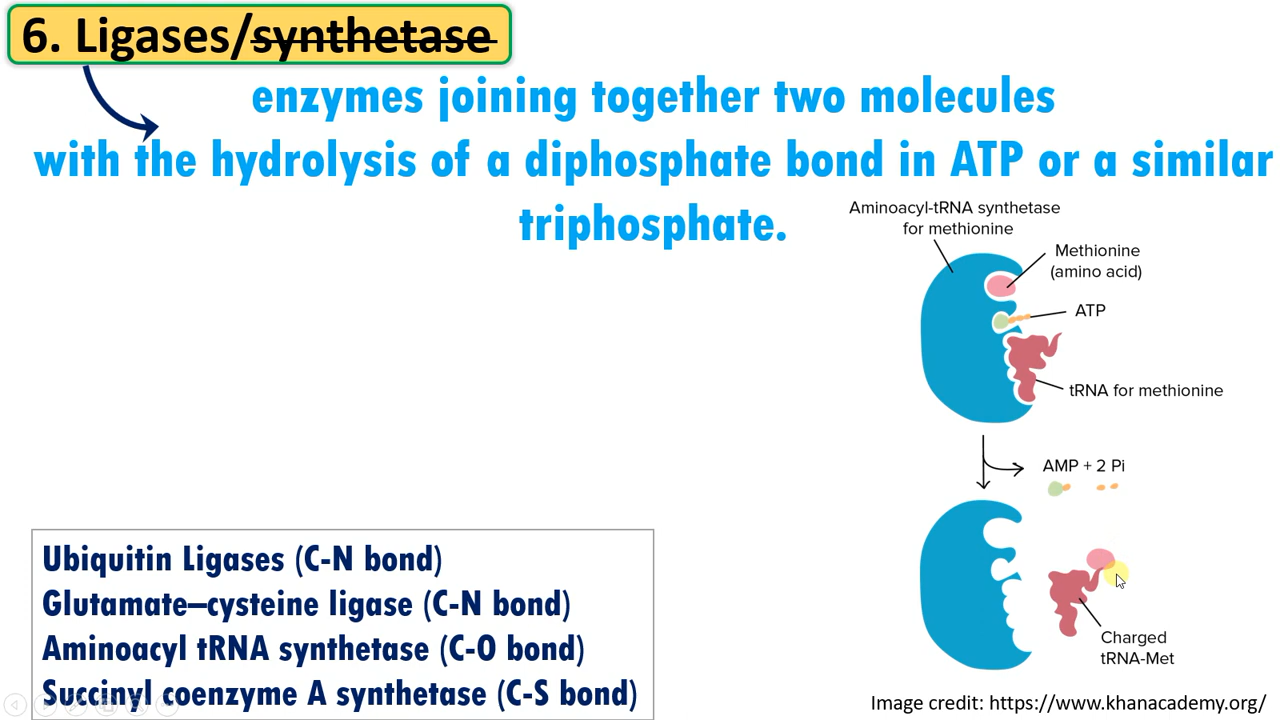 6. Ligases/synthetase
enzymes joining together two molecules
with the hydrolysis of a diphosphate bond in ATP or a similar
triphosphate.
Aminoacyl-tRNA synthetase
for methionine
Methionine
(amino acid)
ATP
tRNA for methionine
AMP + 2 Pi
Charged
tRNA-Met
Ubiquitin Ligases (C-N bond)
Glutamate–cysteine ligase (C-N bond)
Aminoacyl tRNA synthetase (C-O bond)
Succinyl coenzyme A synthetase (C-S bond)
Image credit: https://www.khanacademy.org/